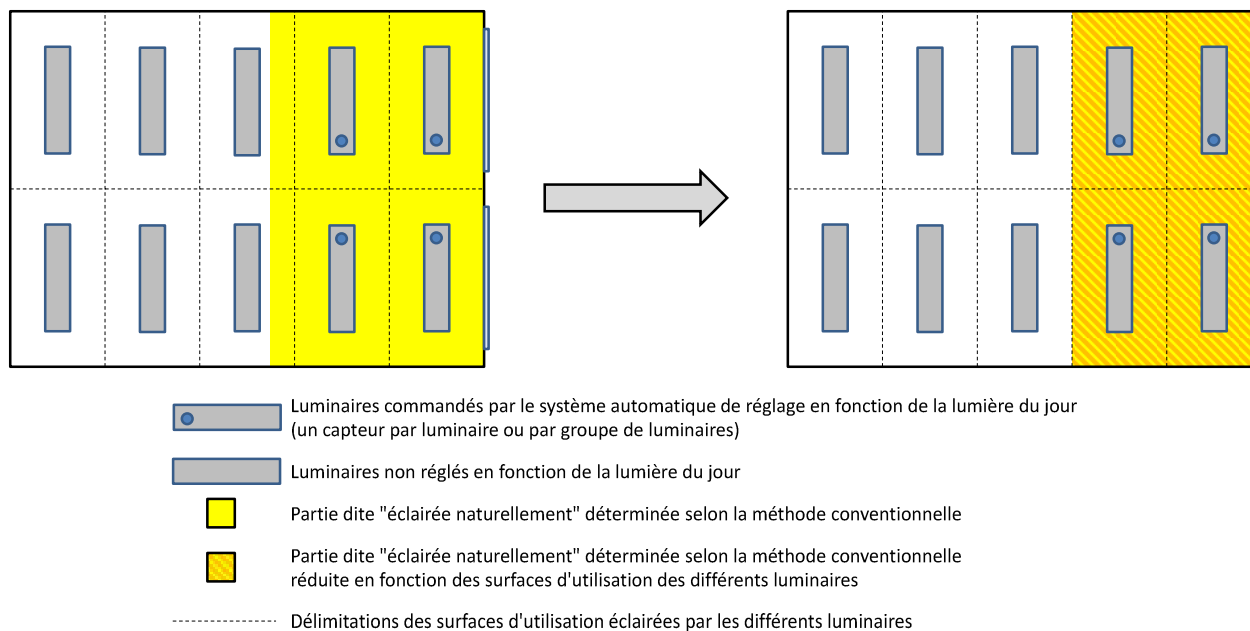 Luminaires commandés par le système automatique de réglage en fonction de la lumière du jour
(un capteur par luminaire ou par groupe de luminaires)
Luminaires non réglés en fonction de la lumière du jour
Partie dite "éclairée naturellement" déterminée selon la méthode conventionnelle
Partie dite "éclairée naturellement" déterminée selon la méthode conventionnelle
réduite en fonction des surfaces d'utilisation des différents luminaires
Délimitations des surfaces d'utilisation éclairées par les différents luminaires